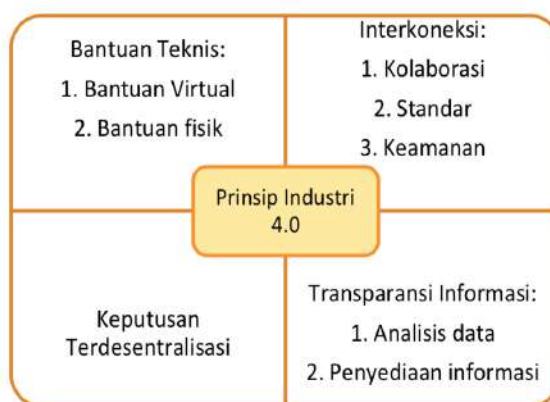 Bantuan Teknis:
1. Bantuan Virtual
2. Bantuan fisik
Interkoneksi:
1. Kolaborasi
2. Standar
3. Keamanan
Prinsip Industri
4.0
Keputusan
Terdesentralisasi
Transparansi Informasi:
1. Analisis data
2. Penyediaan informasi